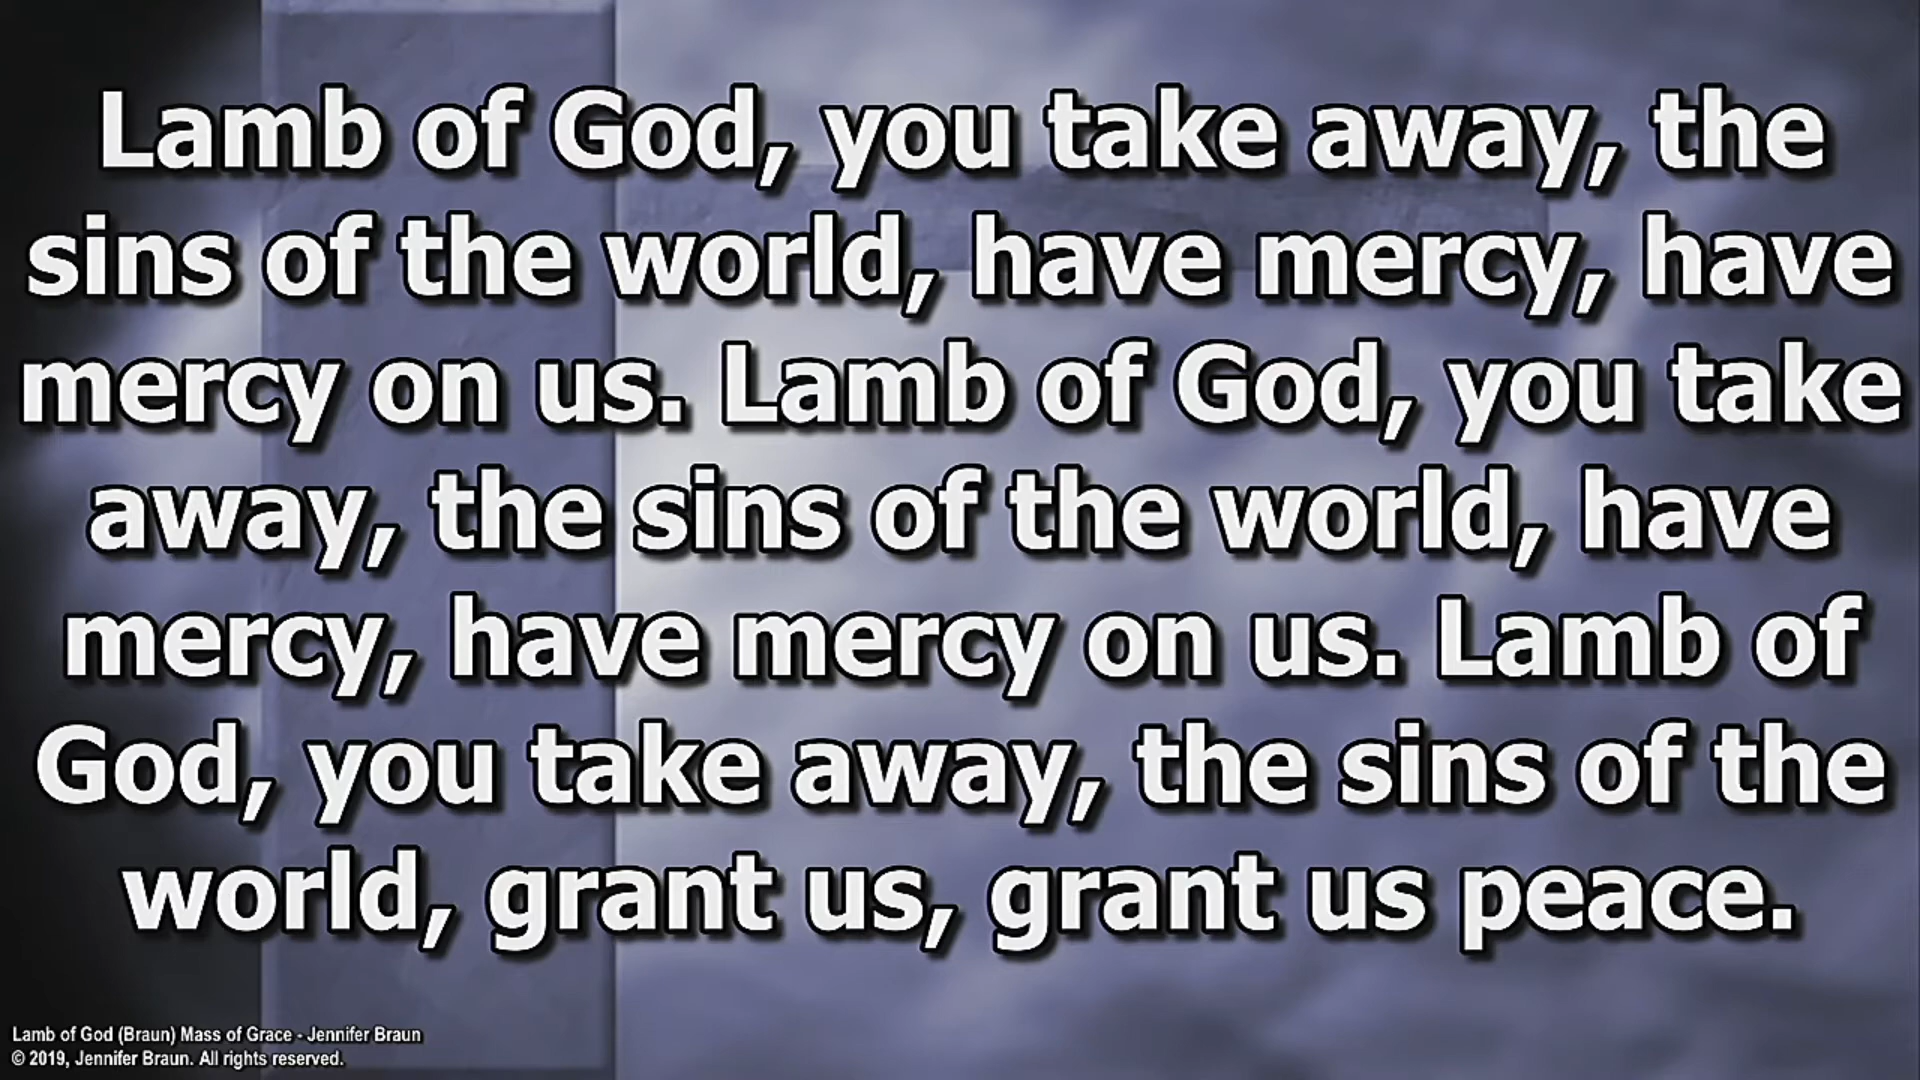 Lamb of God, you take away, the
sins of the world, have mercy, have
mercy on us. Lamb of God, you take
away, the sins of the world, have
mercy, have mercy on us. Lamb of
God, you take away, the sins of the
world, grant us, grant us peace.
Lamb of God (Braun) Mass of Grace - Jennifer Braun
© 2019, Jennifer Braun. All rights reserved.